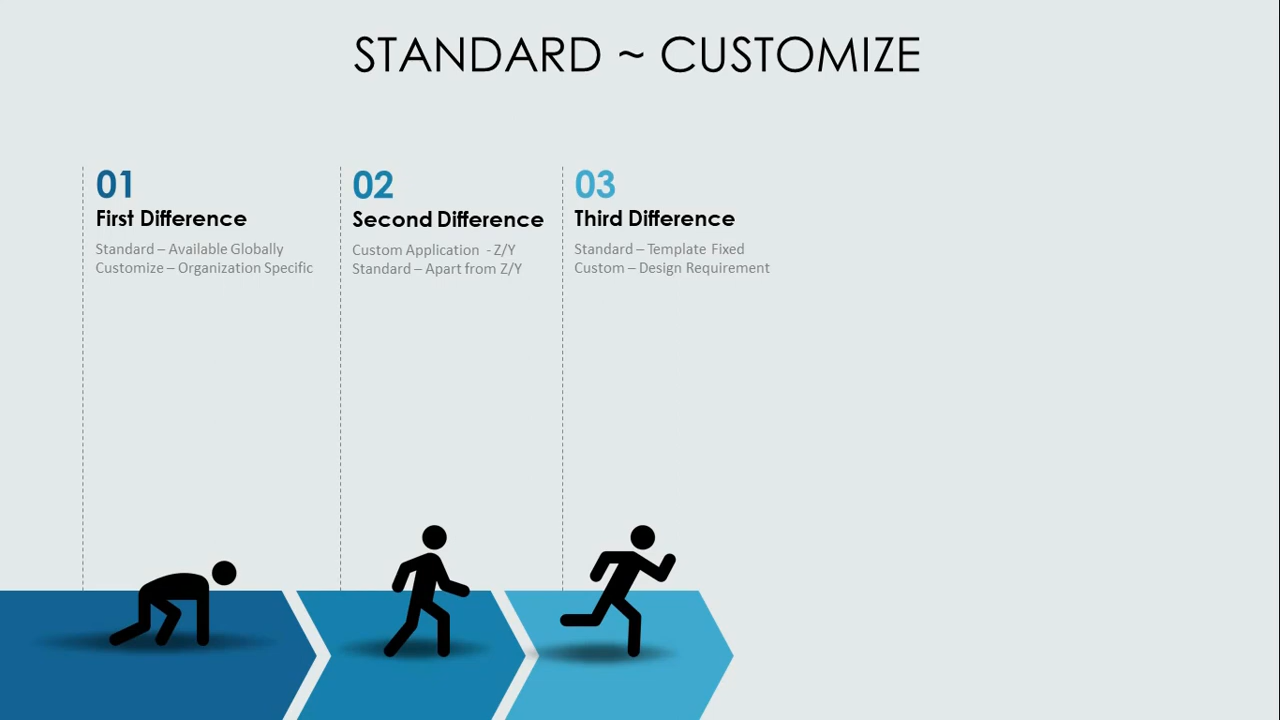 STANDARD ~ CUSTOMIZE
01
First Difference
Standard – Available Globally
Customize – Organization Specific
02
Second Difference
Custom Application - Z/Y
Standard – Apart from Z/Y
03
Third Difference
Standard – Template Fixed
Custom – Design Requirement